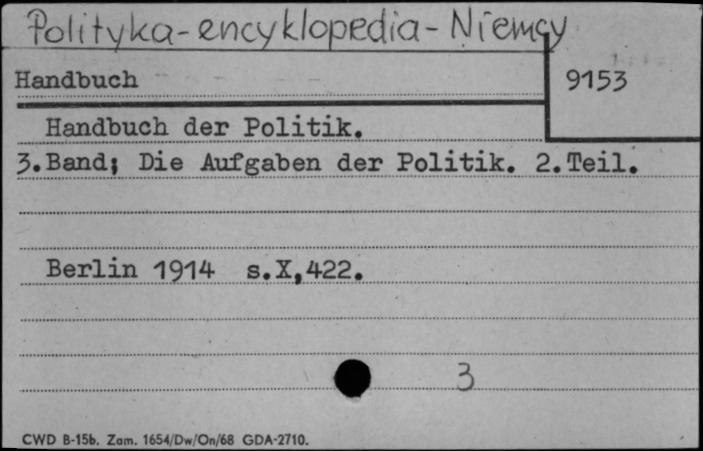 Polityka-encyklopedia-Niemcy
Handbuch
9153
Handbuch der Politik.
3.Band; Die Aufgaben der Politik. 2.Teil.
Berlin 1914 s.X,422.
3
CWD B-15b. Zam. 1654/Dw/On/68 GDA-2710.